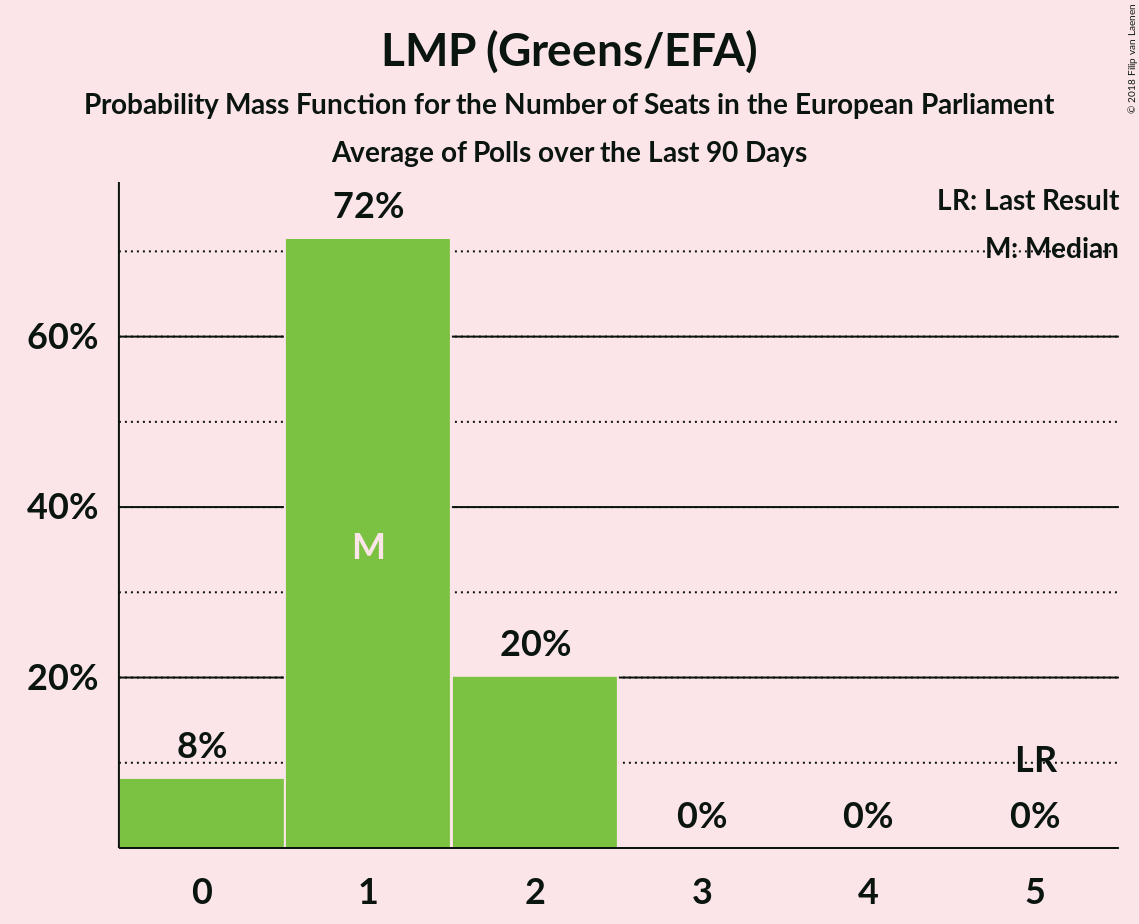 LMP (Greens/EFA)
Probability Mass Function for the Number of Seats in the European Parliament
Average of Polls over the Last 90 Days
© 2018 Filip van Laenen
LR: Last Result
M: Median
72%
60%
40%
M
20%
20%
8%
LR
0%
0%
0%
0
1
2
3
4
5